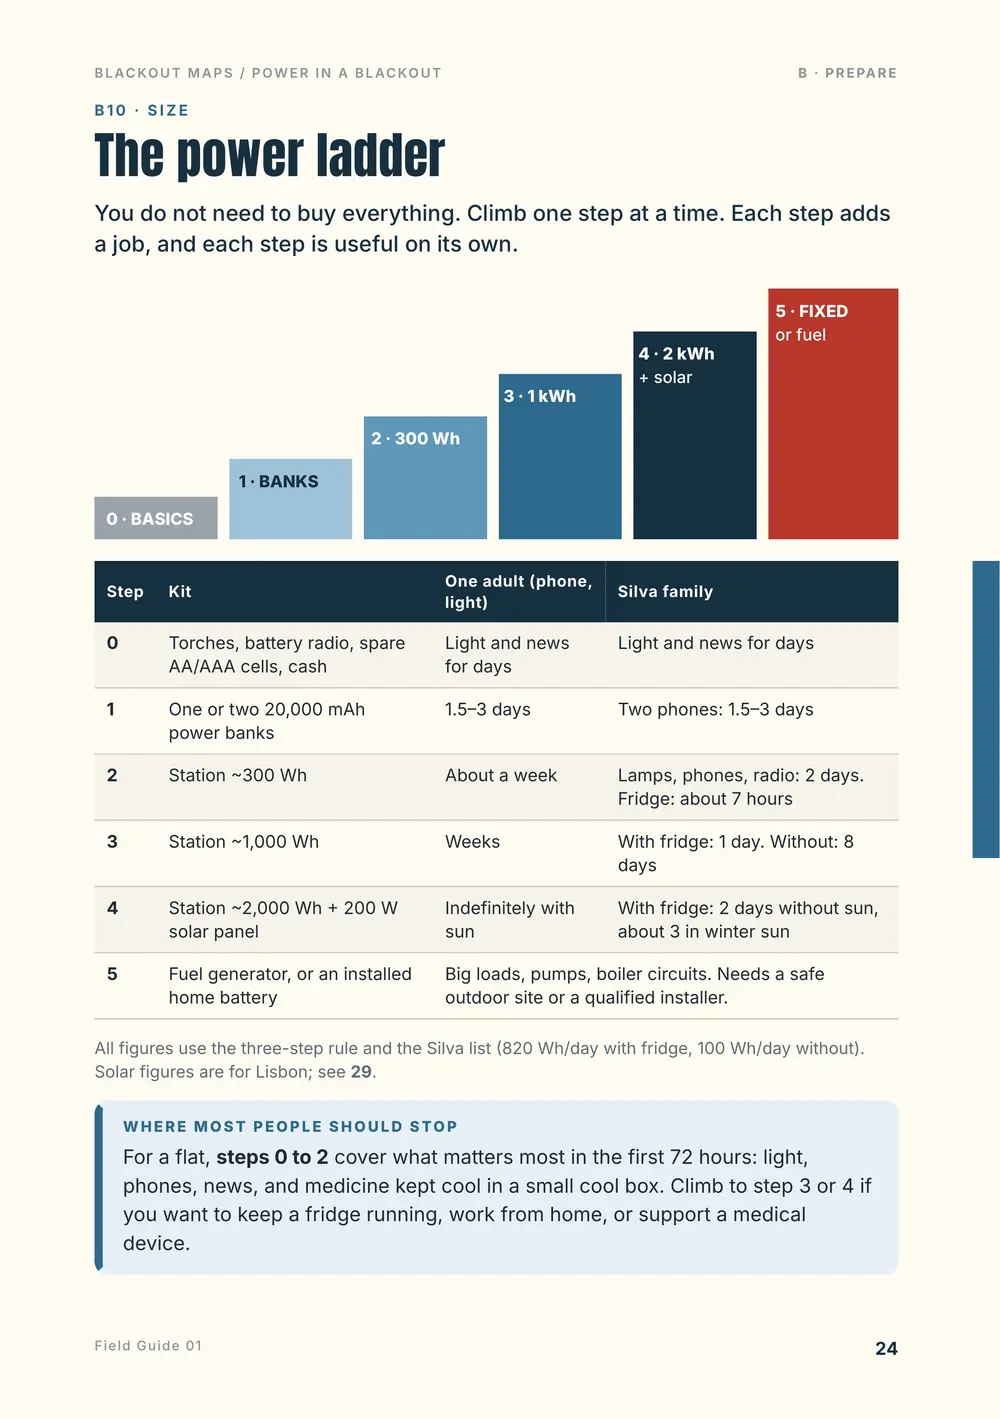 BLACKOUT MAPS / POWER IN A BLACKOUT
B · PREPARE
B10 · SIZE
The power ladder
You do not need to buy everything. Climb one step at a time. Each step adds
a job, and each step is useful on its own.
0 · BASICS
1 · BANKS
2 · 300 Wh
3 · 1 kWh
4 · 2 kWh
+ solar
5 · FIXED
or fuel
Step
Kit
One adult (phone,
light)
Silva family
0
Torches, battery radio, spare
AA/AAA cells, cash
Light and news
for days
Light and news for days
1
One or two 20,000 mAh
power banks
1.5–3 days
Two phones: 1.5–3 days
2
Station ~300 Wh
About a week
Lamps, phones, radio: 2 days.
Fridge: about 7 hours
3
Station ~1,000 Wh
Weeks
With fridge: 1 day. Without: 8
days
4
Station ~2,000 Wh + 200 W
solar panel
Indefinitely with
sun
With fridge: 2 days without sun,
about 3 in winter sun
5
Fuel generator, or an installed
home battery
Big loads, pumps, boiler circuits. Needs a safe
outdoor site or a qualified installer.
All figures use the three-step rule and the Silva list (820 Wh/day with fridge, 100 Wh/day without).
Solar figures are for Lisbon; see 29.
WHERE MOST PEOPLE SHOULD STOP
For a flat, steps 0 to 2 cover what matters most in the first 72 hours: light,
phones, news, and medicine kept cool in a small cool box. Climb to step 3 or 4 if
you want to keep a fridge running, work from home, or support a medical
device.
Field Guide 01
24